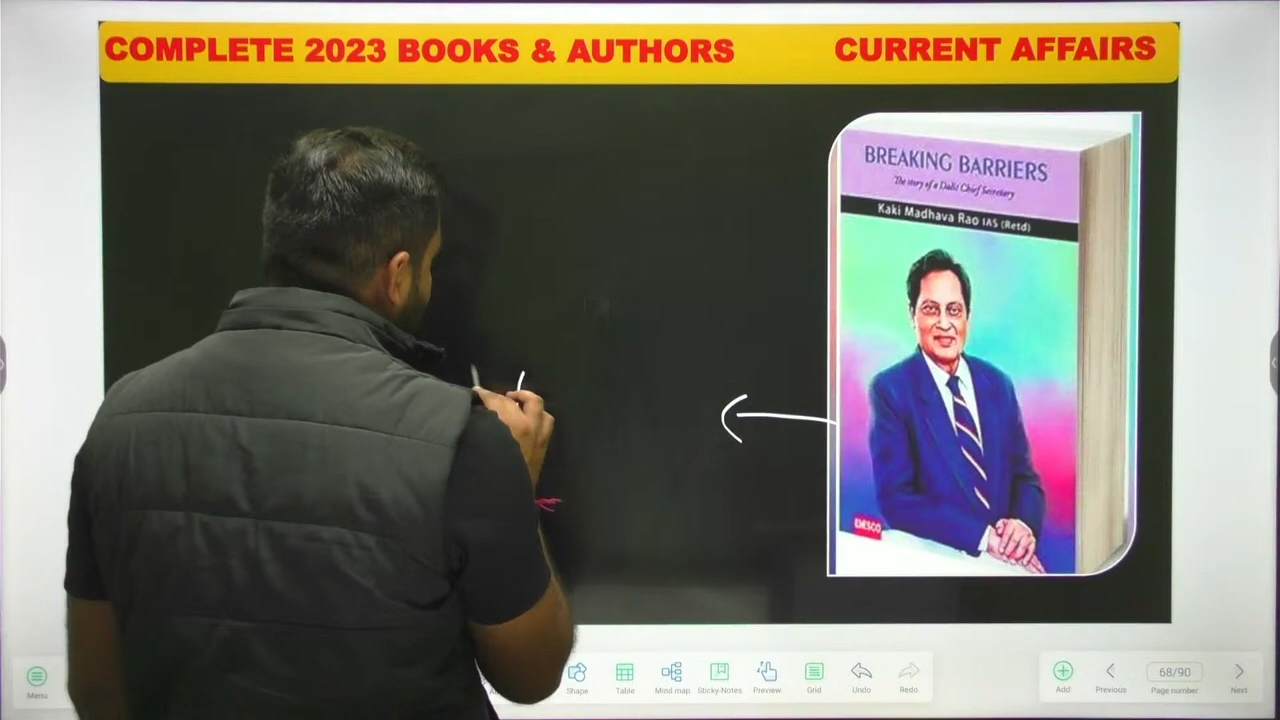 COMPLETE 2023 BOOKS & AUTHORS CURRENT AFFAIRS
BREAKING BARRIERS
The story of a Dalit Chief Secretary
Kaki Madhava Rao IAS (Retd)
EMESCO
Menu
Shape
Table
Mind map
Sticky-Notes
Preview
Grid
Undo
Redo
Add
Previous
68/90
Page number
Next